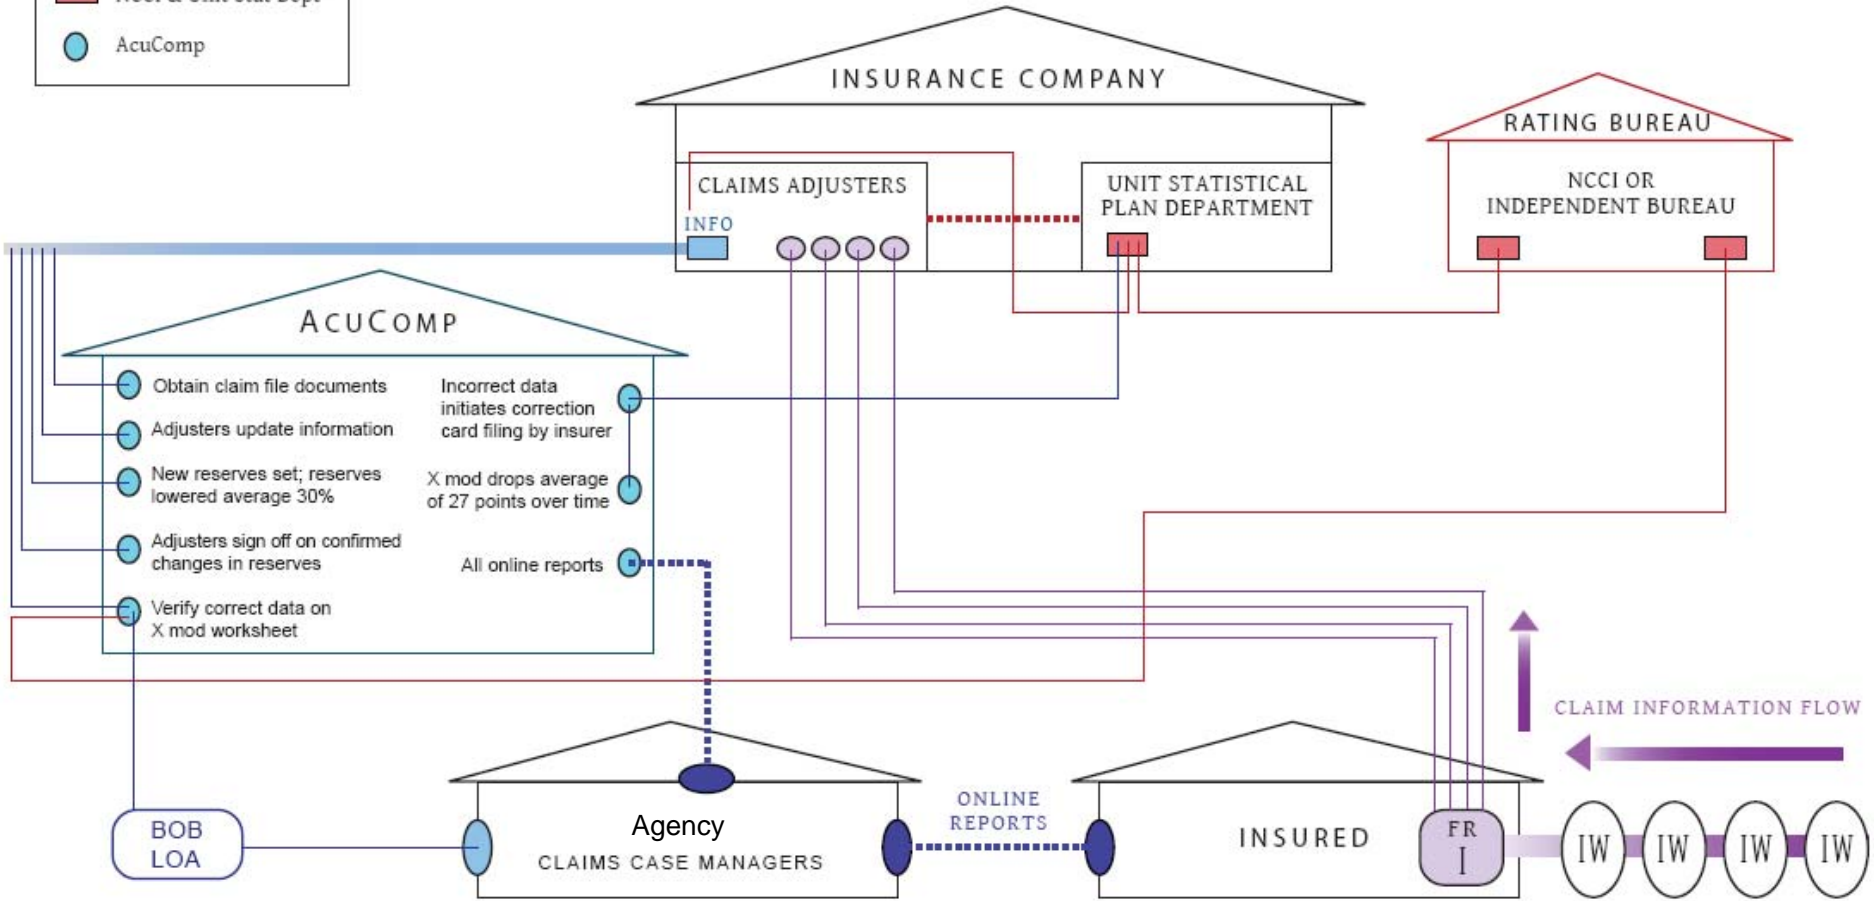 AcuComp
INSURANCE COMPANY
RATING BUREAU
CLAIMS ADJUSTERS
INFO
UNIT STATISTICAL
PLAN DEPARTMENT
NCCI OR
INDEPENDENT BUREAU
ACUCOMP
Obtain claim file documents
Adjusters update information
New reserves set; reserves
lowered average 30%
Adjusters sign off on confirmed
changes in reserves
Verify correct data on
X mod worksheet
Incorrect data
initiates correction
card filing by insurer
X mod drops average
of 27 points over time
All online reports
CLAIM INFORMATION FLOW
BOB
LOA
Agency
CLAIMS CASE MANAGERS
ONLINE
REPORTS
INSURED
FR
I
IW
IW
IW
IW